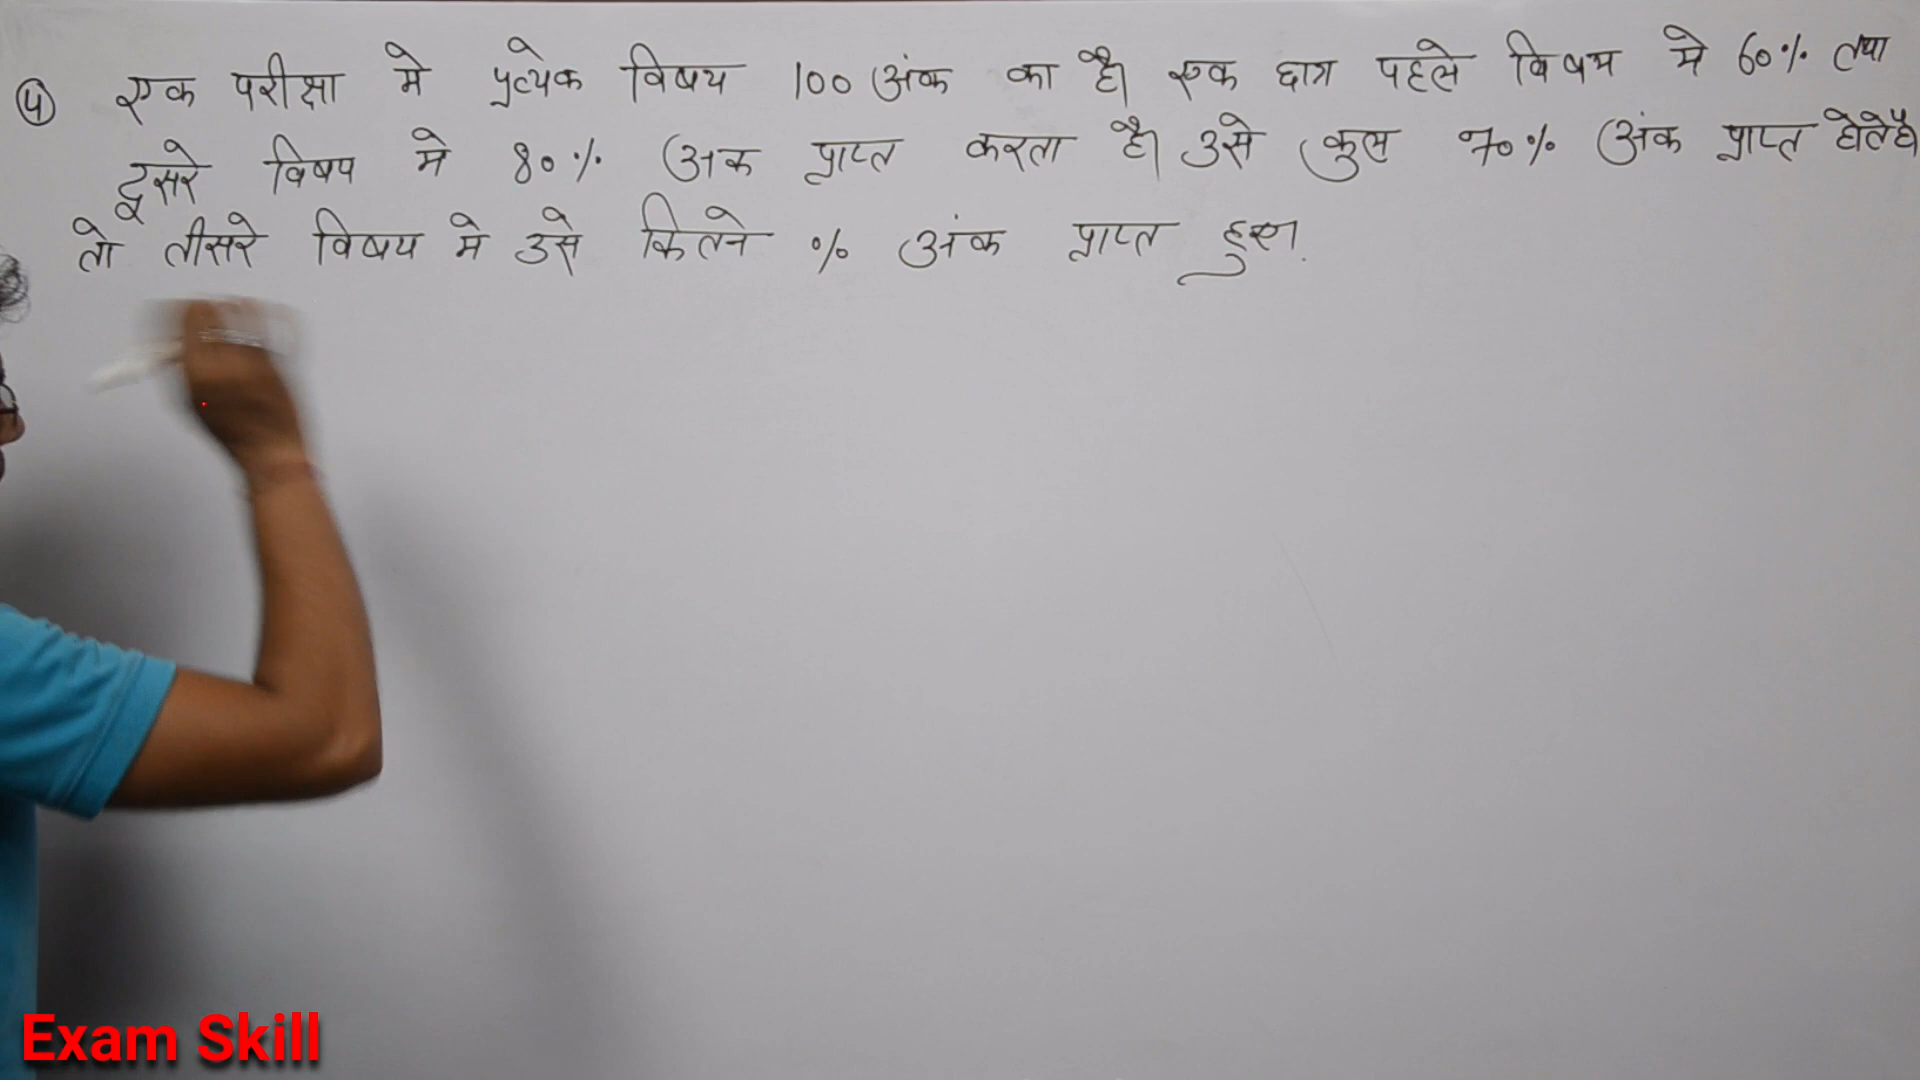 ५ एक परीक्षा मे प्रत्येक विषय 100 अंक का है। एक छात्र पहले विषय मे 60% तथा
दूसरे विषय मे 80% अंक प्राप्त करता है। उसे कुल 70% अंक प्राप्त होते है
तो तीसरे विषय मे उसे कितने % अंक प्राप्त हुए।.
Exam Skill